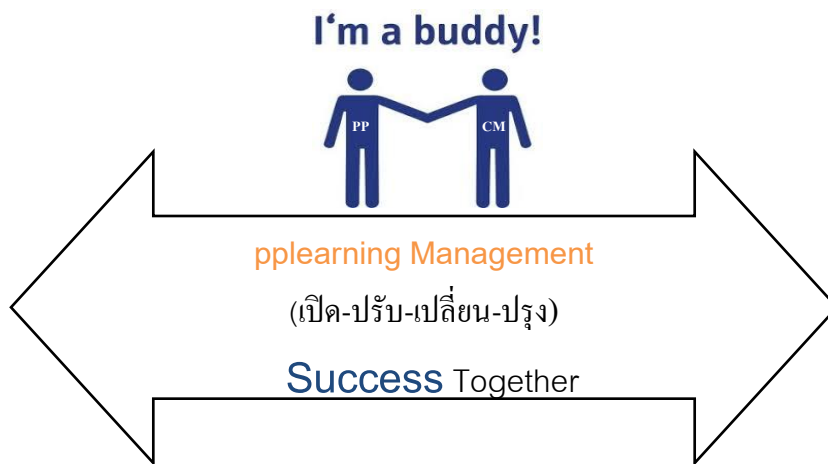 I'm a buddy!
PP CM
pplearning Management
(เปิด-ปรับ-เปลี่ยน-ปรุง)
Success Together